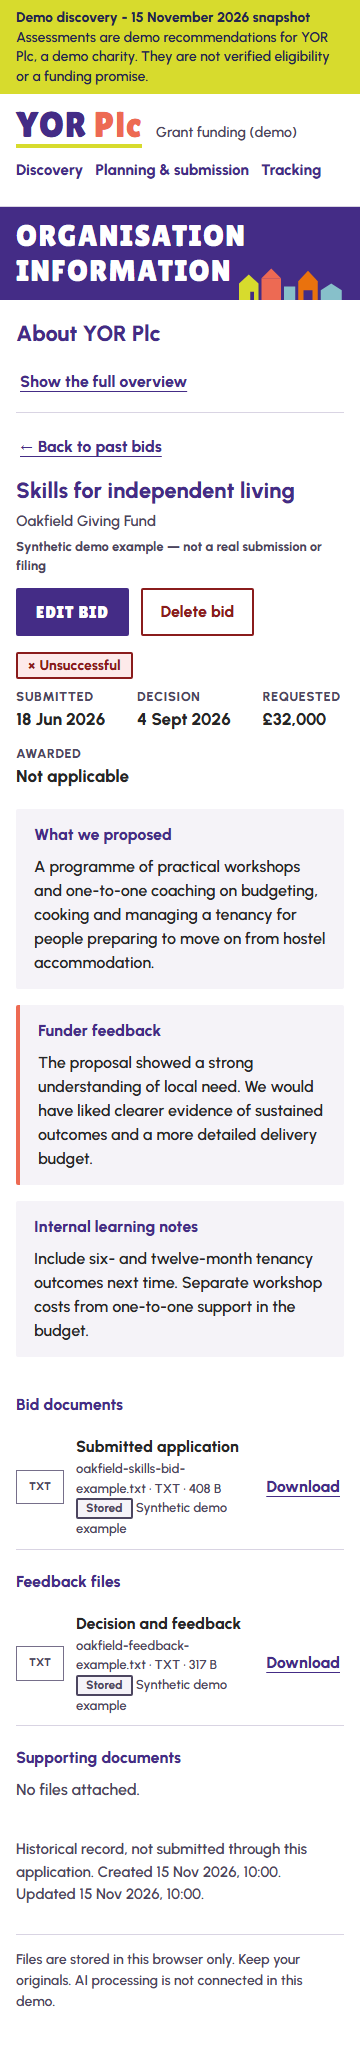 Demo discovery - 15 November 2026 snapshot
Assessments are demo recommendations for YOR
Plc, a demo charity. They are not verified eligibility
or a funding promise.
YOR Plc
Grant funding (demo)
Discovery Planning & submission Tracking
ORGANISATION
INFORMATION
About YOR Plc
Show the full overview
← Back to past bids
Skills for independent living
Oakfield Giving Fund
Synthetic demo example — not a real submission or
filing
EDIT BID
Delete bid
× Unsuccessful
SUBMITTED DECISION REQUESTED
18 Jun 2026 4 Sept 2026 £32,000
AWARDED
Not applicable
What we proposed
A programme of practical workshops
and one-to-one coaching on budgeting,
cooking and managing a tenancy for
people preparing to move on from hostel
accommodation.
Funder feedback
The proposal showed a strong
understanding of local need. We would
have liked clearer evidence of sustained
outcomes and a more detailed delivery
budget.
Internal learning notes
Include six- and twelve-month tenancy
outcomes next time. Separate workshop
costs from one-to-one support in the
budget.
Bid documents
TXT
Submitted application
oakfield-skills-bid-
example.txt · TXT · 408 B
Stored Synthetic demo
example
Download
Feedback files
TXT
Decision and feedback
oakfield-feedback-
example.txt · TXT · 317 B
Stored Synthetic demo
example
Download
Supporting documents
No files attached.
Historical record, not submitted through this
application. Created 15 Nov 2026, 10:00.
Updated 15 Nov 2026, 10:00.
Files are stored in this browser only. Keep your
originals. AI processing is not connected in this
demo.